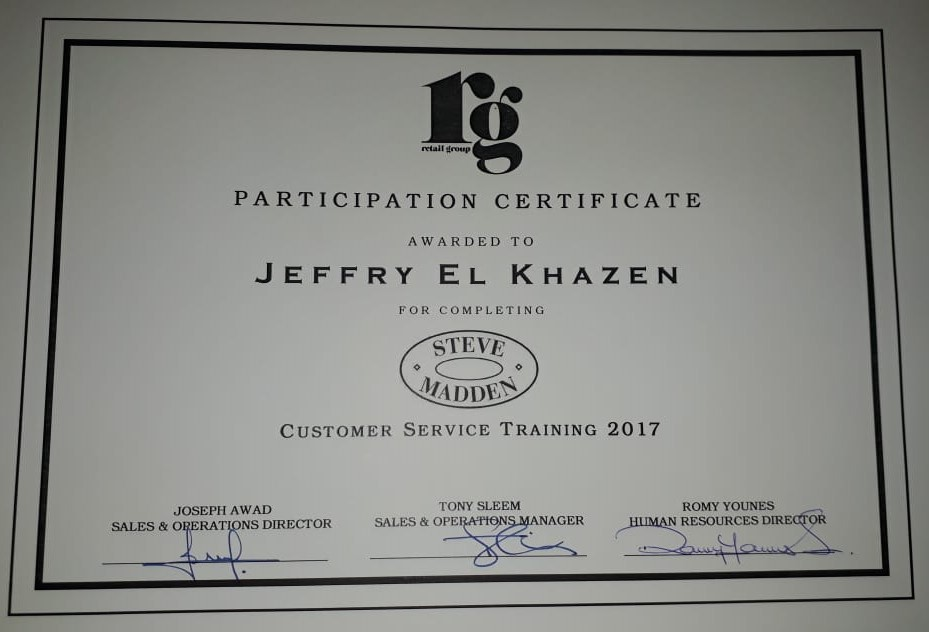 rg
retail group
PARTICIPATION CERTIFICATE
AWARDED TO
JEFFRY EL KHAZEN
FOR COMPLETING
STEVE
MADDEN
CUSTOMER SERVICE TRAINING 2017
JOSEPH AWAD
SALES & OPERATIONS DIRECTOR
TONY SLEEM
SALES & OPERATIONS MANAGER
ROMY YOUNES
HUMAN RESOURCES DIRECTOR